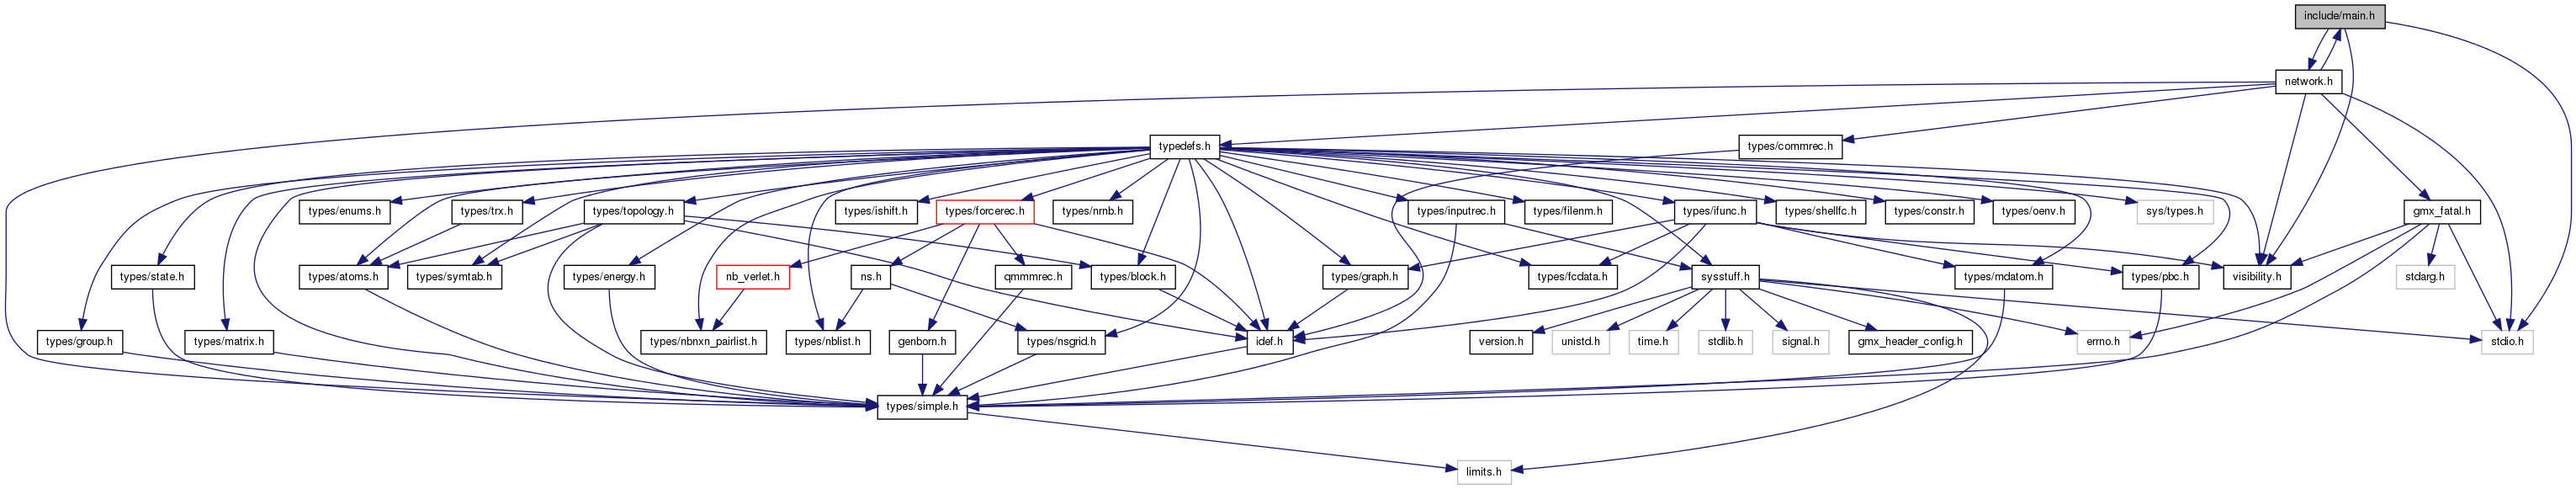 include/main.h
network.h
typedefs.h
types/commrec.h
types/enums.h
types/trx.h
types/topology.h
types/ishift.h
types/forcerec.h
types/nrnb.h
types/inputrec.h
types/filenm.h
types/ifunc.h
types/shellfc.h
types/constr.h
types/oenv.h
sys/types.h
gmx_fatal.h
types/state.h
types/atoms.h
types/symtab.h
types/energy.h
nb_verlet.h
ns.h
qmmmrec.h
types/block.h
types/graph.h
types/fcdata.h
sysstuff.h
types/mdatom.h
types/pbc.h
visibility.h
stdarg.h
types/group.h
types/matrix.h
types/nbnxn_pairlist.h
types/nblist.h
genborn.h
types/nsgrid.h
idef.h
version.h
unistd.h
time.h
stdlib.h
signal.h
gmx_header_config.h
errno.h
stdio.h
types/simple.h
limits.h